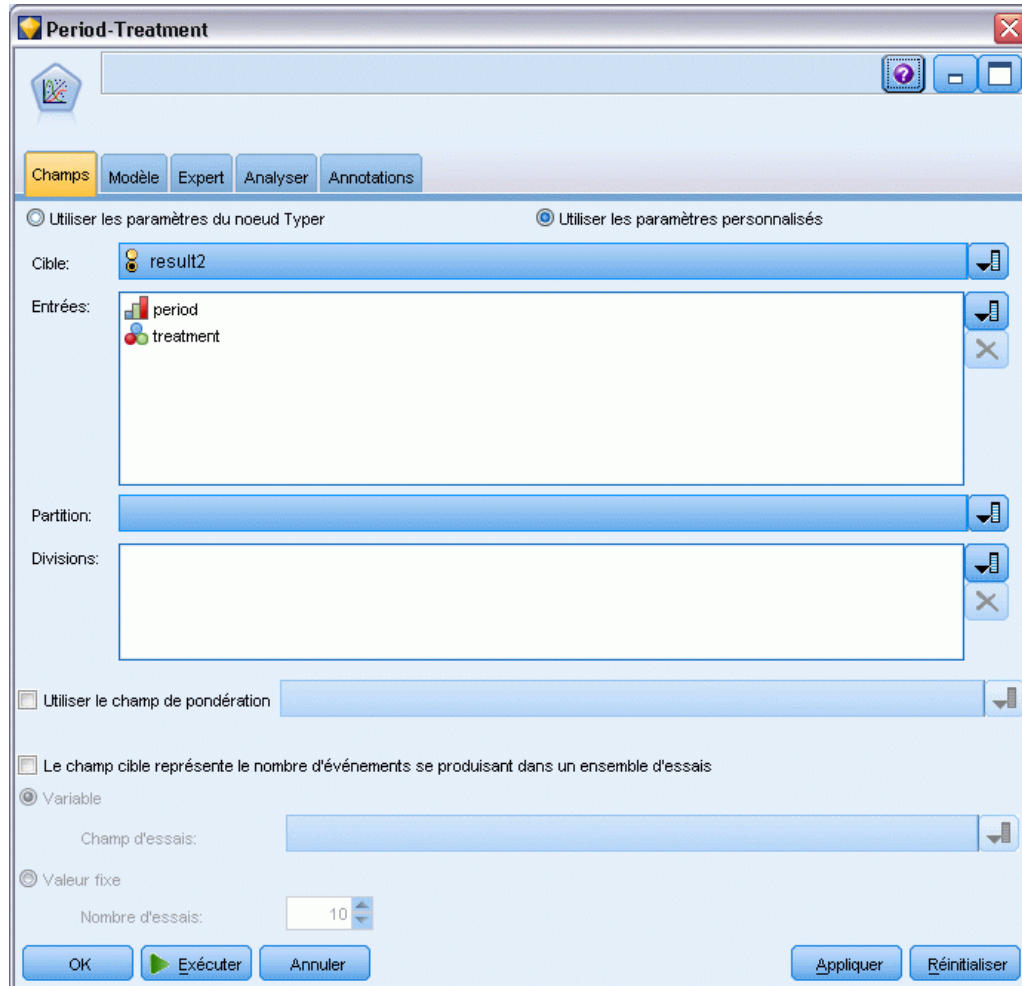 Period-Treatment
Champs Modèle Expert Analyser Annotations
Utiliser les paramètres du noeud Typer Utiliser les paramètres personnalisés
Cible: result2
Entrées: period
treatment
Partition:
Divisions:
Utiliser le champ de pondération
Le champ cible représente le nombre d'événements se produisant dans un ensemble d'essais
Variable
Champ d'essais:
Valeur fixe
Nombre d'essais: 10
OK Exécuter Annuler Appliquer Réinitialiser